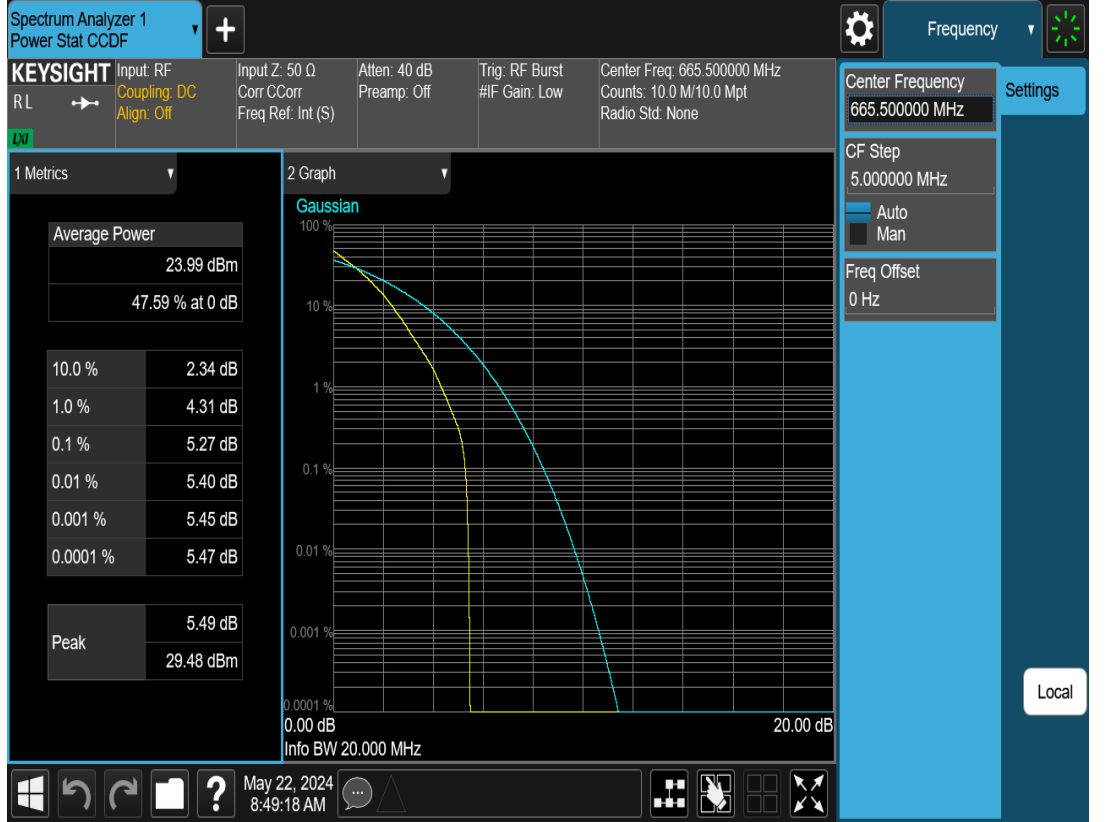 Spectrum Analyzer 1
Power Stat CCDF
+
Frequency
KEYSIGHT
RL
LXI
Input: RF
Coupling: DC
Align: Off
Input Z: 50 Ω
Corr CCorr
Freq Ref: Int (S)
Atten: 40 dB
Preamp: Off
Trig: RF Burst
#IF Gain: Low
Center Freq: 665.500000 MHz
Counts: 10.0 M/10.0 Mpt
Radio Std: None
Center Frequency
665.500000 MHz
Settings
CF Step
5.000000 MHz
Auto
Man
Freq Offset
0 Hz
Local
1 Metrics
Average Power
23.99 dBm
47.59 % at 0 dB
10.0 % 2.34 dB
1.0 % 4.31 dB
0.1 % 5.27 dB
0.01 % 5.40 dB
0.001 % 5.45 dB
0.0001 % 5.47 dB
Peak
5.49 dB
29.48 dBm
2 Graph
Gaussian
100 %
10 %
1 %
0.1 %
0.01 %
0.001 %
0.0001 %
0.00 dB 20.00 dB
Info BW 20.000 MHz
?
May 22, 2024
8:49:18 AM